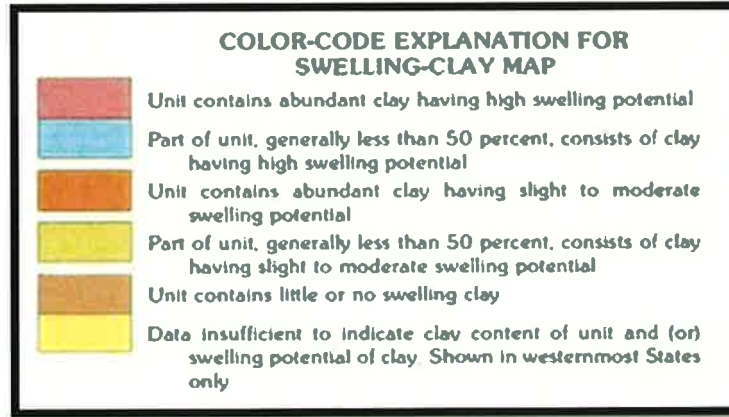 COLOR-CODE EXPLANATION FOR
SWELLING-CLAY MAP
Unit contains abundant clay having high swelling potential
Part of unit, generally less than 50 percent, consists of clay
having high swelling potential
Unit contains abundant clay having slight to moderate
swelling potential
Part of unit, generally less than 50 percent, consists of clay
having slight to moderate swelling potential
Unit contains little or no swelling clay
Data insufficient to indicate clay content of unit and (or)
swelling potential of clay. Shown in westernmost States
only